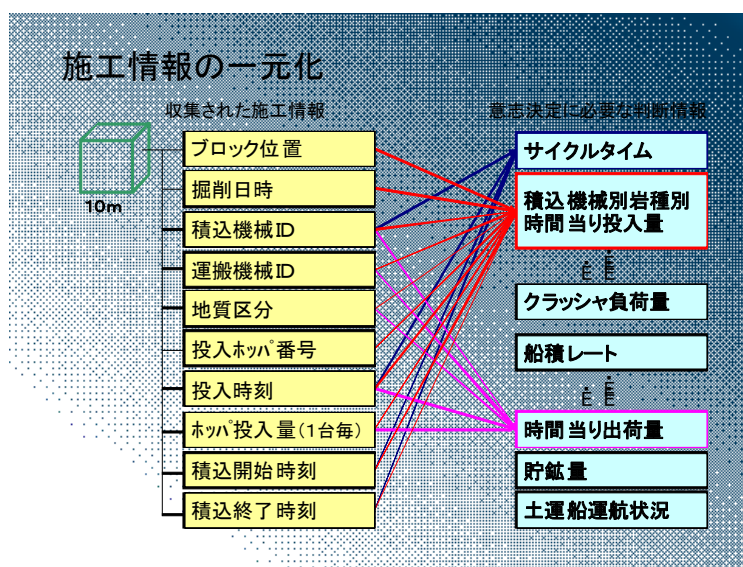 施工情報の一元化
収集された施工情報
意志決定に必要な判断情報
10m
ブロック位置
掘削日時
積込機械ID
運搬機械ID
地質区分
投入ﾎｯﾊﾟ番号
投入時刻
ﾎｯﾊﾟ投入量(1台毎)
積込開始時刻
積込終了時刻
サイクルタイム
積込機械別岩種別
時間当り投入量
クラッシャ負荷量
船積レート
時間当り出荷量
貯鉱量
土運船運航状況